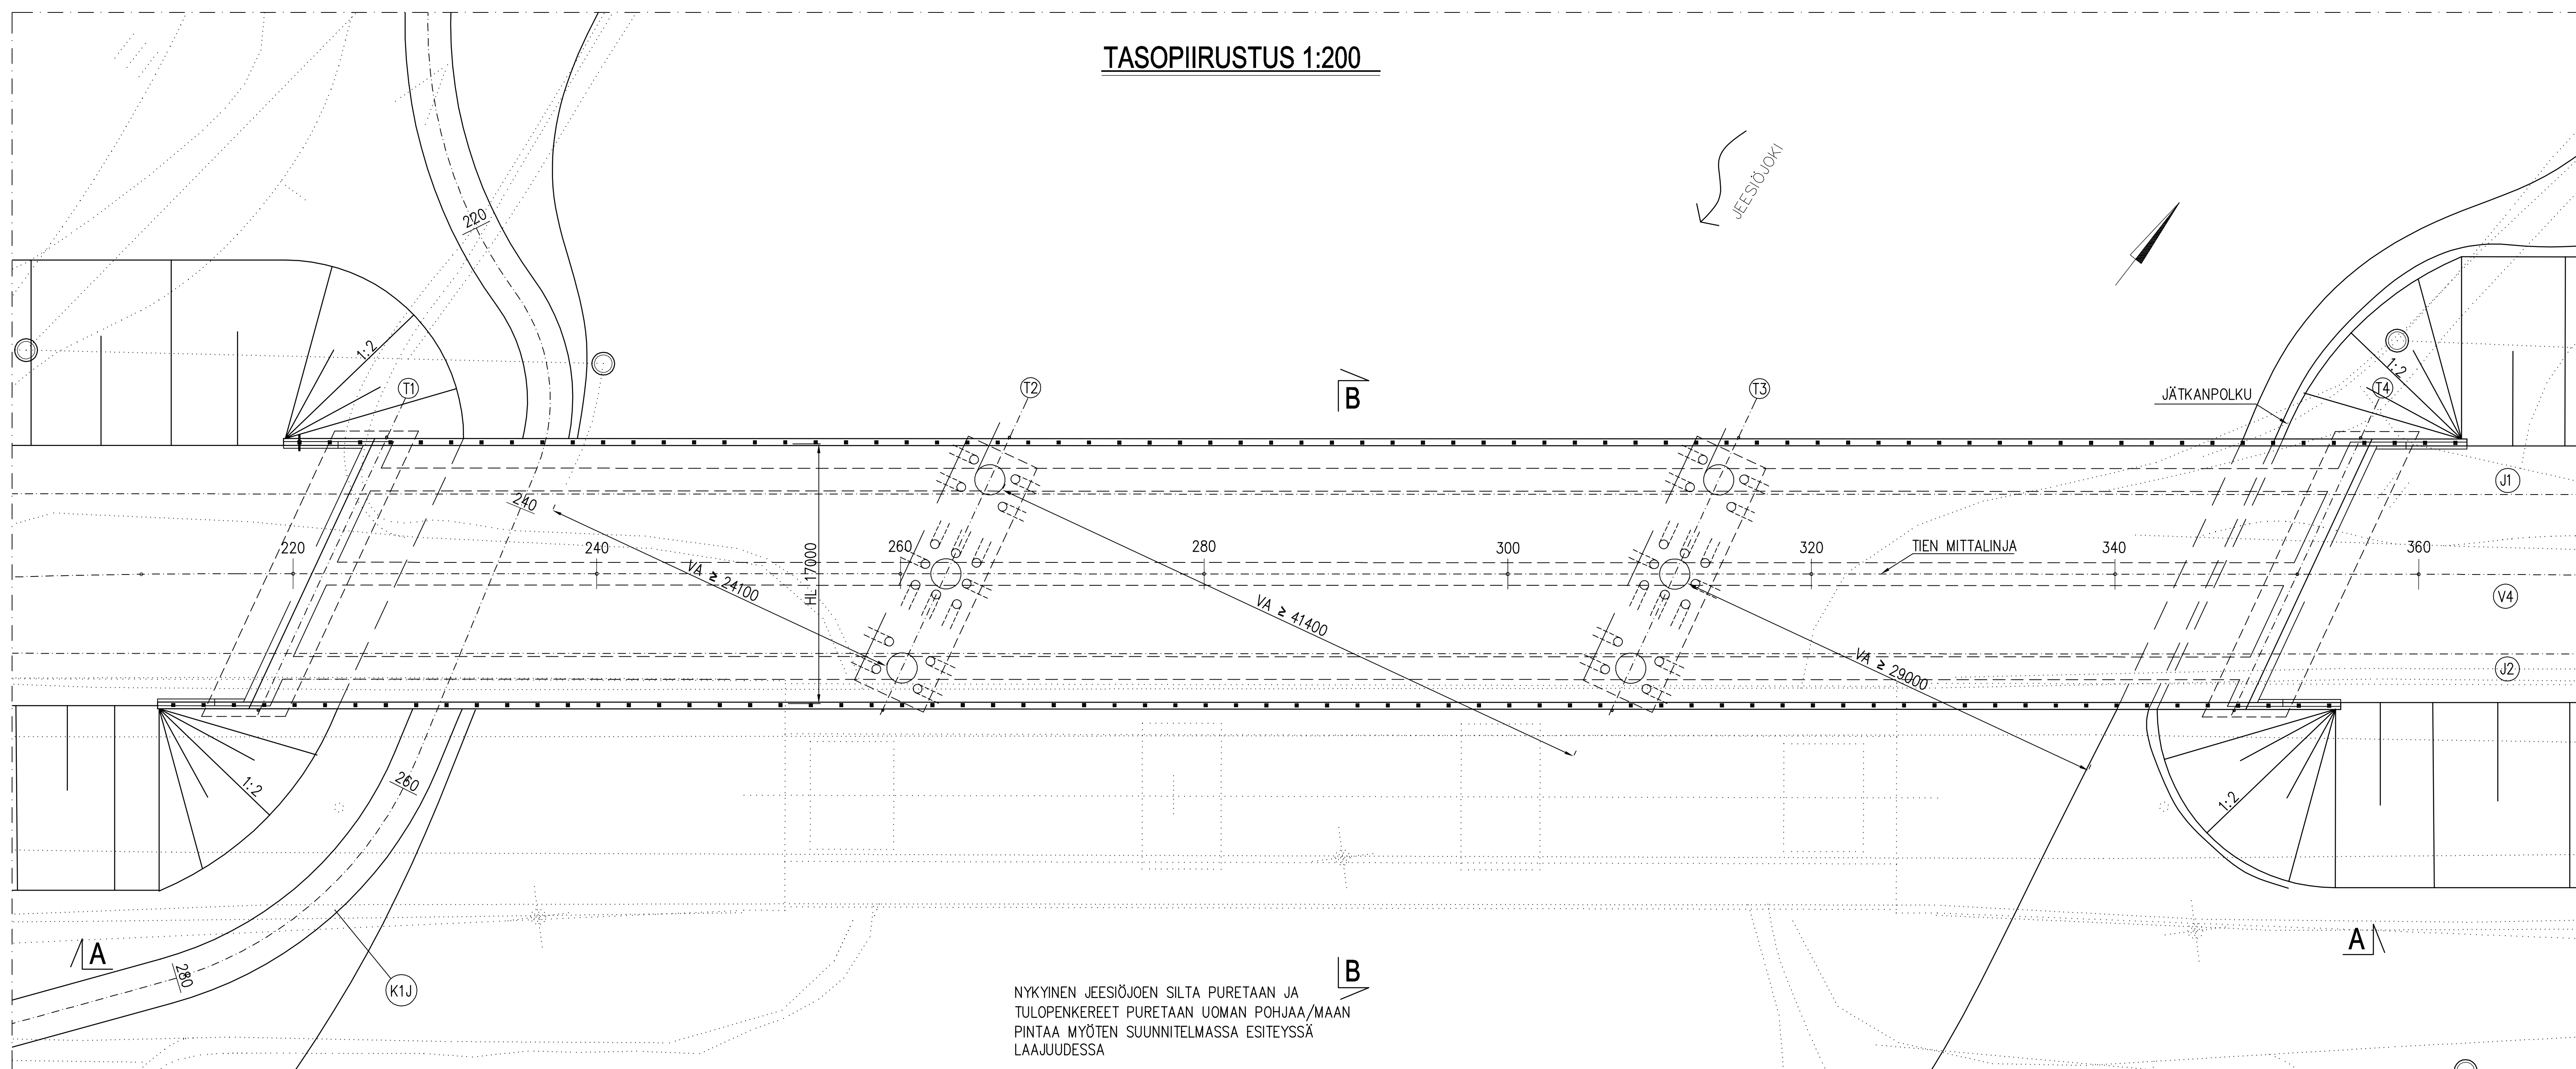 TASOPIIRUSTUS 1:200
JEESIÖJOKI
220
1:2
T1
T2
B
T3
JÄTKANPOLKU
T4
1:2
J1
240
220
240
260
280
300
320
340
360
TIEN MITTALINJA
HL 17000
VA ≥ 24100
VA ≥ 41400
VA ≥ 29000
V4
J2
1:2
260
1:2
A
A
280
K1J
B
NYKYINEN JEESIÖJOEN SILTA PURETAAN JA
TULOPENKEREET PURETAAN UOMAN POHJAA/MAAN
PINTAA MYÖTEN SUUNNITELMASSA ESITEYSSÄ
LAAJUUDESSA